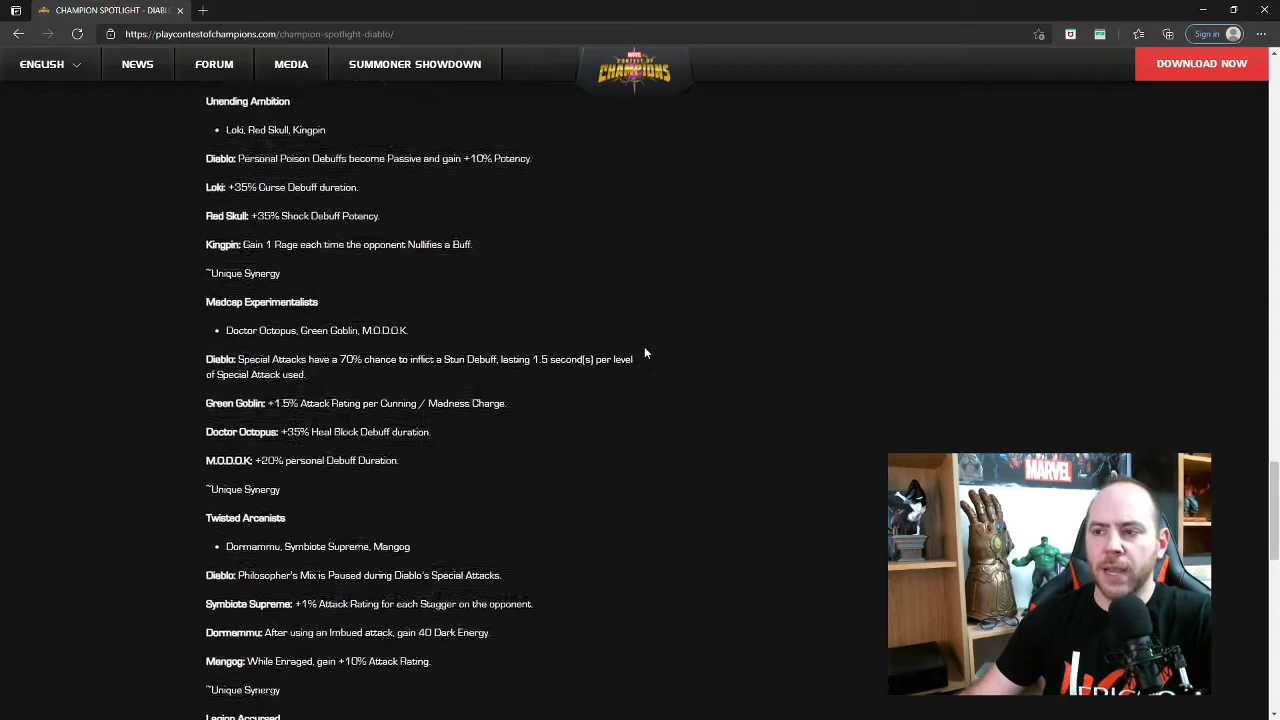 CHAMPION SPOTLIGHT - DIABL
https://playcontestofchampions.com/champion-spotlight-diablo/
Sign in
ENGLISH
NEWS
FORUM
MEDIA
SUMMONER SHOWDOWN
MARVEL
CONTEST OF
CHAMPIONS
DOWNLOAD NOW
Unending Ambition
• Loki, Red Skull, Kingpin
Diablo: Personal Poison Debuffs become Passive and gain +10% Potency.
Loki: +35% Curse Debuff duration.
Red Skull: +35% Shock Debuff Potency.
Kingpin: Gain 1 Rage each time the opponent Nullifies a Buff.
~Unique Synergy
Madcap Experimentalists
• Doctor Octopus, Green Goblin, M.O.D.O.K.
Diablo: Special Attacks have a 70% chance to inflict a Stun Debuff, lasting 1.5 second(s) per level
of Special Attack used.
Green Goblin: +1.5% Attack Rating per Cunning / Madness Charge.
Doctor Octopus: +35% Heal Block Debuff duration.
M.O.D.O.K: +20% personal Debuff Duration.
~Unique Synergy
Twisted Arcanists
• Dormammu, Symbiote Supreme, Mangog
Diablo: Philosopher's Mix is Paused during Diablo's Special Attacks.
Symbiote Supreme: +1% Attack Rating for each Stagger on the opponent.
Dormammu: After using an Imbued attack, gain 40 Dark Energy.
Mangog: While Enraged, gain +10% Attack Rating.
~Unique Synergy
Legion Accursed
MARVEL